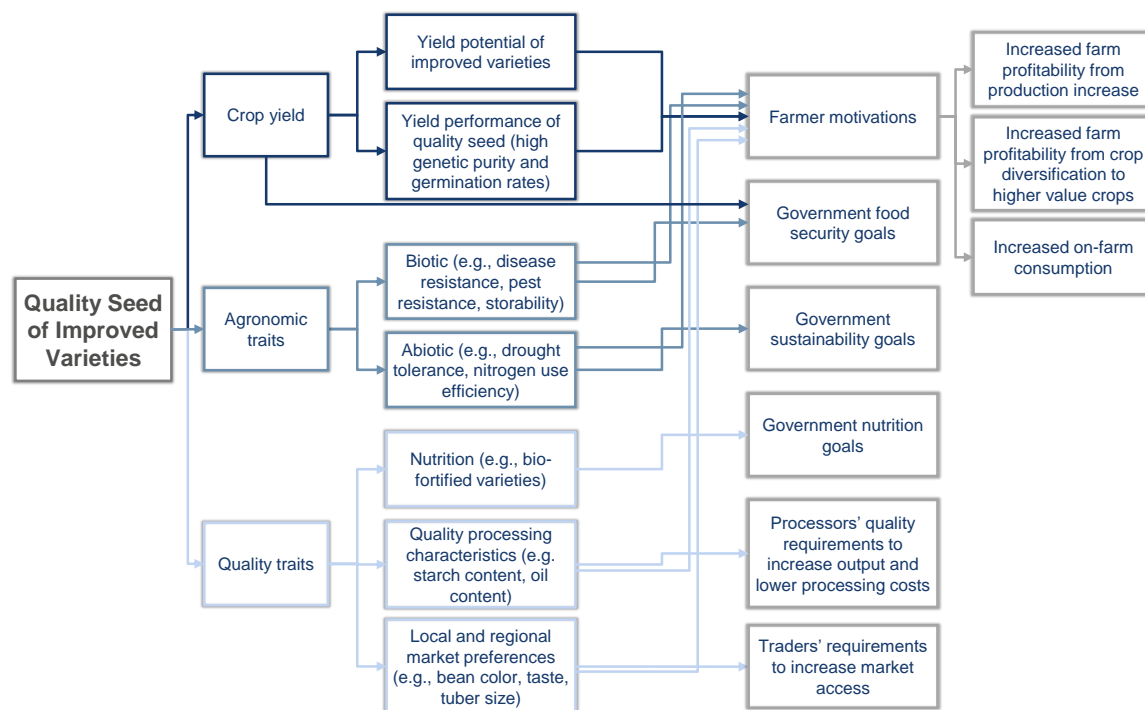 Quality Seed
of Improved
Varieties
Crop yield
Agronomic
traits
Quality traits
Yield potential of
improved varieties
Yield performance of
quality seed (high
genetic purity and
germination rates)
Biotic (e.g., disease
resistance, pest
resistance, storability)
Abiotic (e.g., drought
tolerance, nitrogen use
efficiency)
Nutrition (e.g., bio-
fortified varieties)
Quality processing
characteristics (e.g.
starch content, oil
content)
Local and regional
market preferences
(e.g., bean color, taste,
tuber size)
Farmer motivations
Government food
security goals
Government
sustainability goals
Government nutrition
goals
Processors’ quality
requirements to
increase output and
lower processing costs
Traders’ requirements
to increase market
access
Increased farm
profitability from
production increase
Increased farm
profitability from crop
diversification to
higher value crops
Increased on-farm
consumption